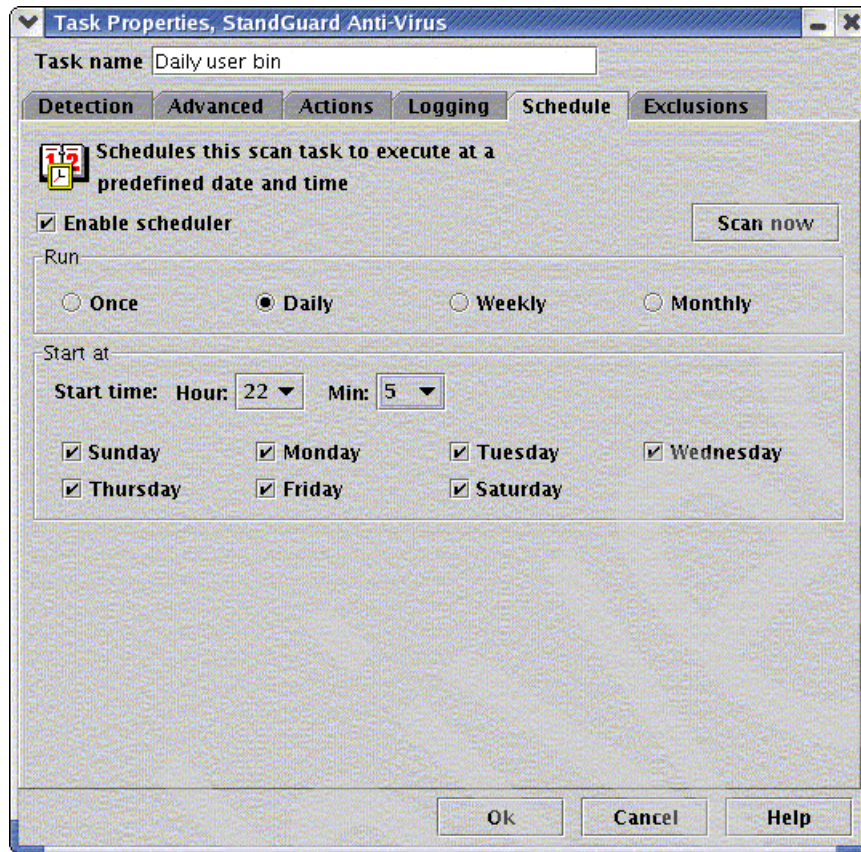 Task Properties, StandGuard Anti-Virus
Task name Daily user bin
Detection Advanced Actions Logging Schedule Exclusions
12
Schedules this scan task to execute at a
predefined date and time
Enable scheduler Scan now
Run
Once Daily Weekly Monthly
Start at
Start time: Hour: 22 Min: 5
Sunday Monday Tuesday Wednesday
Thursday Friday Saturday
Ok Cancel Help